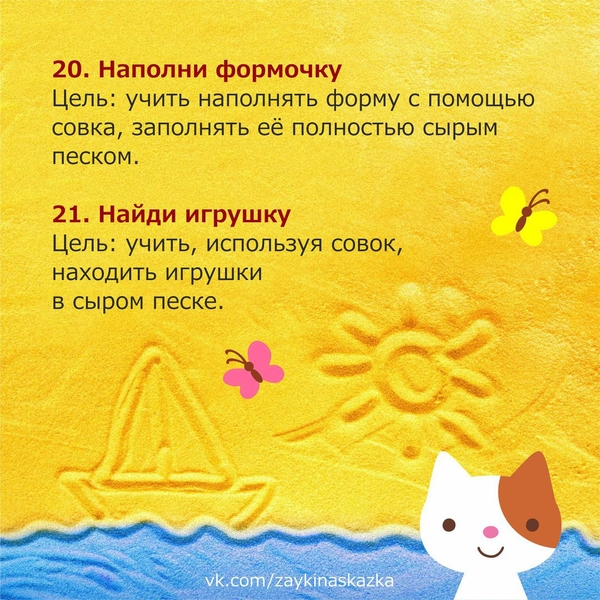 20. Наполни формочку
Цель: учить наполнять форму с помощью
совка, заполнять её полностью сырым
песком.
21. Найди игрушку
Цель: учить, используя совок,
находить игрушки
в сыром песке.
vk.com/zaykinaskazka